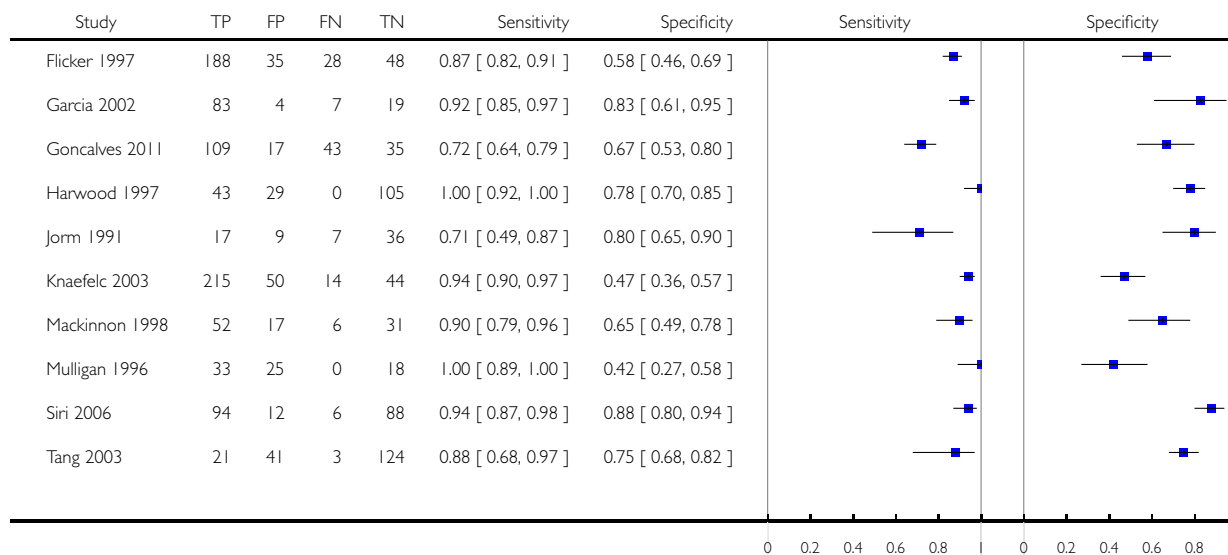 Study TP FP FN TN Sensitivity Specificity Sensitivity Specificity
Flicker 1997 188 35 28 48 0.87 [ 0.82, 0.91 ] 0.58 [ 0.46, 0.69 ]
Garcia 2002 83 4 7 19 0.92 [ 0.85, 0.97 ] 0.83 [ 0.61, 0.95 ]
Goncalves 2011 109 17 43 35 0.72 [ 0.64, 0.79 ] 0.67 [ 0.53, 0.80 ]
Harwood 1997 43 29 0 105 1.00 [ 0.92, 1.00 ] 0.78 [ 0.70, 0.85 ]
Jorm 1991 17 9 7 36 0.71 [ 0.49, 0.87 ] 0.80 [ 0.65, 0.90 ]
Knaefelc 2003 215 50 14 44 0.94 [ 0.90, 0.97 ] 0.47 [ 0.36, 0.57 ]
Mackinnon 1998 52 17 6 31 0.90 [ 0.79, 0.96 ] 0.65 [ 0.49, 0.78 ]
Mulligan 1996 33 25 0 18 1.00 [ 0.89, 1.00 ] 0.42 [ 0.27, 0.58 ]
Siri 2006 94 12 6 88 0.94 [ 0.87, 0.98 ] 0.88 [ 0.80, 0.94 ]
Tang 2003 21 41 3 124 0.88 [ 0.68, 0.97 ] 0.75 [ 0.68, 0.82 ]
0 0.2 0.4 0.6 0.8 1 0 0.2 0.4 0.6 0.8